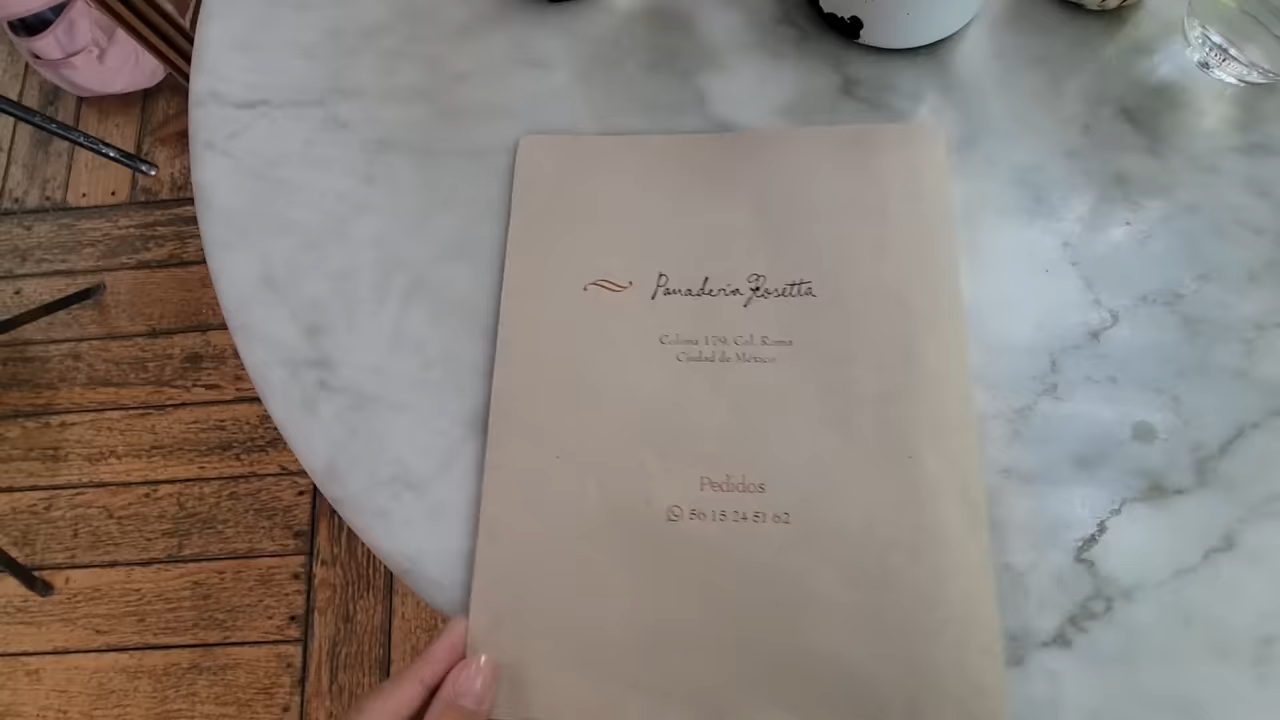 Panadería Rosetta
Colima 179, Col. Roma
Ciudad de México
Pedidos
56 15 24 51 62